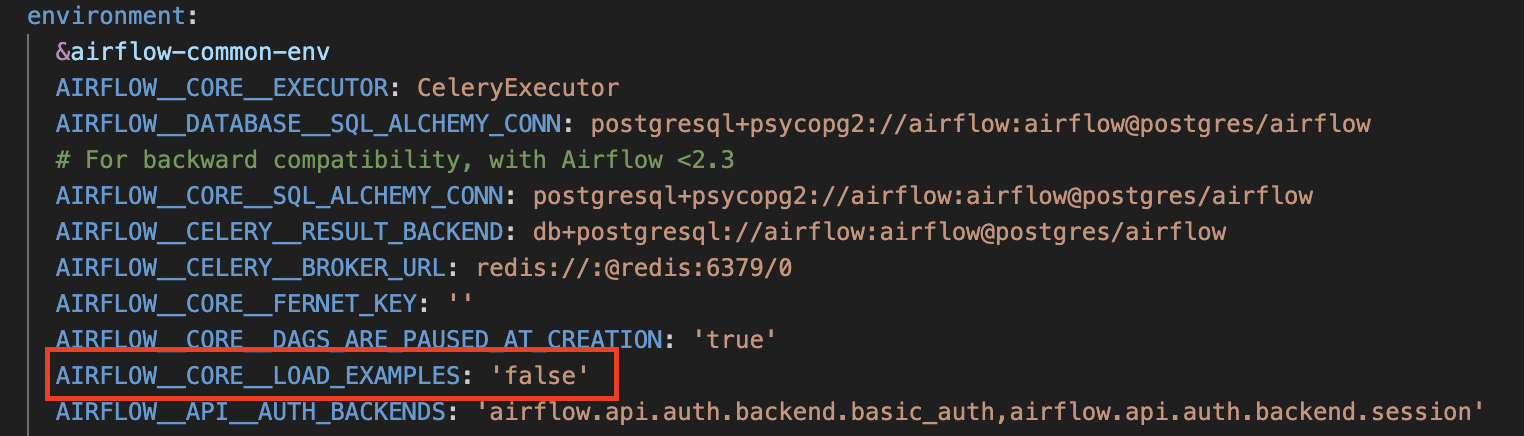 environment:
&airflow-common-env
AIRFLOW__CORE__EXECUTOR: CeleryExecutor
AIRFLOW__DATABASE__SQL_ALCHEMY_CONN: postgresql+psycopg2://airflow:airflow@postgres/airflow
# For backward compatibility, with Airflow <2.3
AIRFLOW__CORE__SQL_ALCHEMY_CONN: postgresql+psycopg2://airflow:airflow@postgres/airflow
AIRFLOW__CELERY__RESULT_BACKEND: db+postgresql://airflow:airflow@postgres/airflow
AIRFLOW__CELERY__BROKER_URL: redis://:@redis:6379/0
AIRFLOW__CORE__FERNET_KEY: ''
AIRFLOW__CORE__DAGS_ARE_PAUSED_AT_CREATION: 'true'
AIRFLOW__CORE__LOAD_EXAMPLES: 'false'
AIRFLOW__API__AUTH_BACKENDS: 'airflow.api.auth.backend.basic_auth,airflow.api.auth.backend.session'